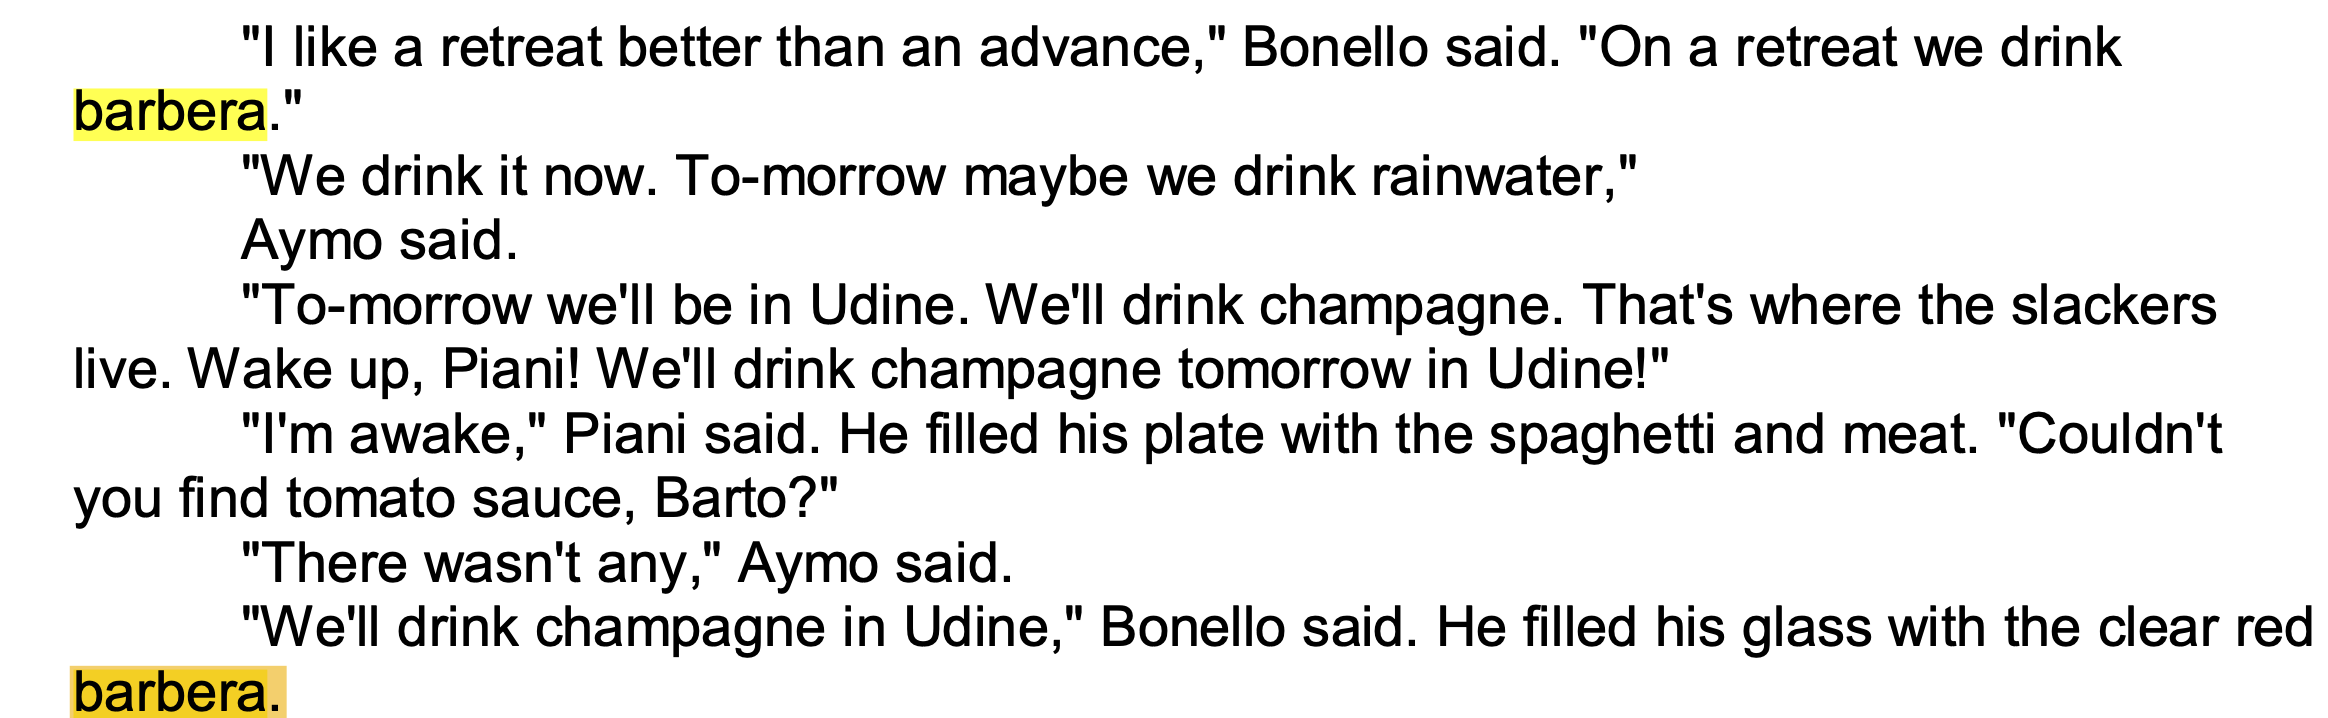 "I like a retreat better than an advance," Bonello said. "On a retreat we drink
barbera."
"We drink it now. To-morrow maybe we drink rainwater,"
Aymo said.
"To-morrow we'll be in Udine. We'll drink champagne. That's where the slackers
live. Wake up, Piani! We'll drink champagne tomorrow in Udine!"
"I'm awake," Piani said. He filled his plate with the spaghetti and meat. "Couldn't
you find tomato sauce, Barto?"
"There wasn't any," Aymo said.
"We'll drink champagne in Udine," Bonello said. He filled his glass with the clear red
barbera.